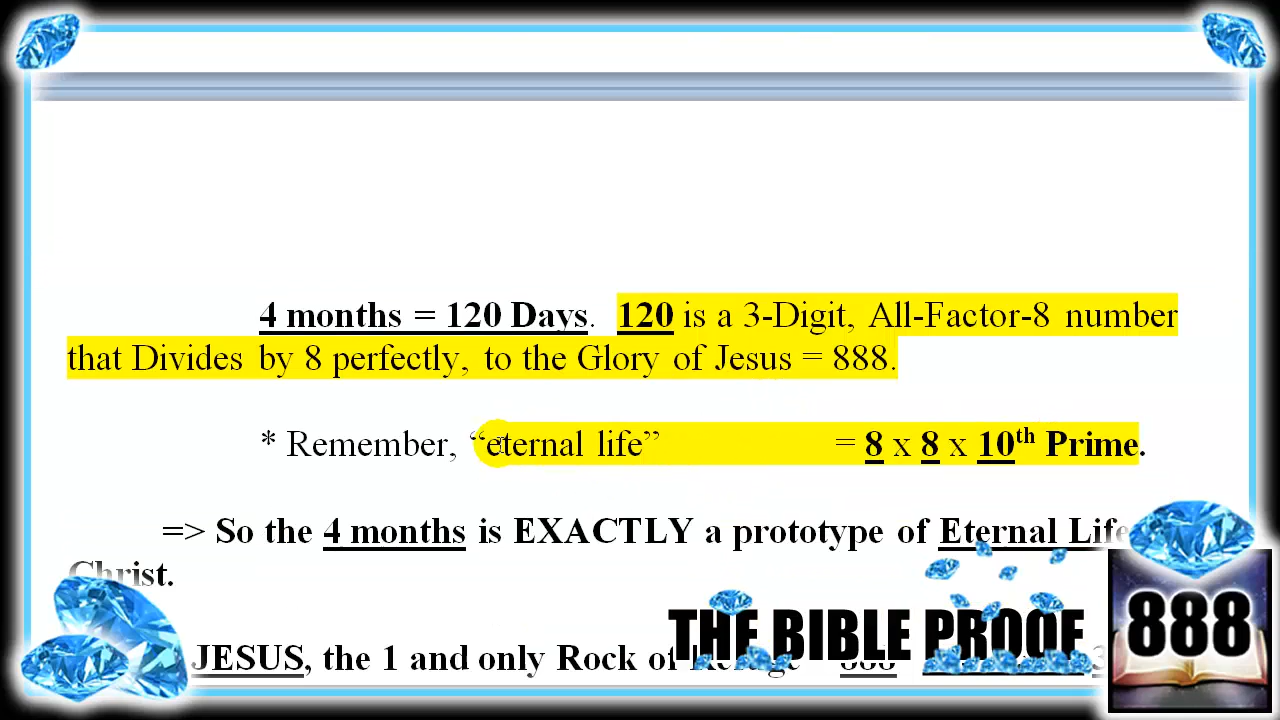 4 months = 120 Days. 120 is a 3-Digit, All-Factor-8 number
that Divides by 8 perfectly, to the Glory of Jesus = 888.
* Remember, “eternal life” = 8 x 8 x 10th Prime.
=> So the 4 months is EXACTLY a prototype of Eternal Life
Christ.
JESUS, the 1 and only Rock of
THE BIBLE PROOF
888